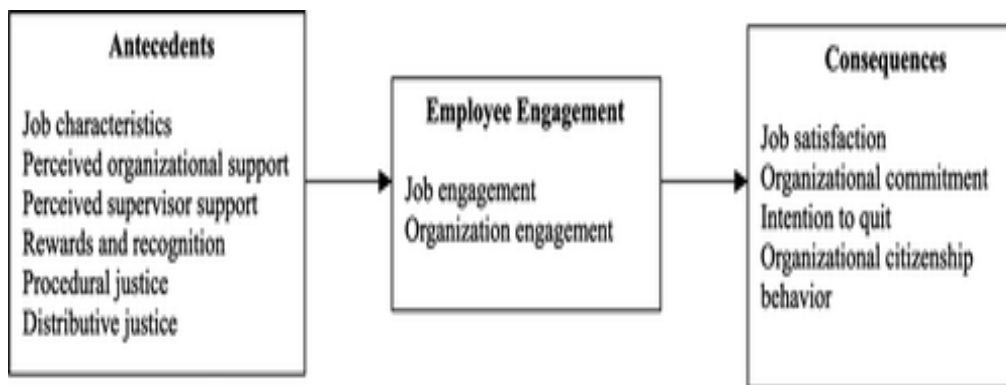 Antecedents
Job characteristics
Perceived organizational support
Perceived supervisor support
Rewards and recognition
Procedural justice
Distributive justice
Employee Engagement
Job engagement
Organization engagement
Consequences
Job satisfaction
Organizational commitment
Intention to quit
Organizational citizenship
behavior